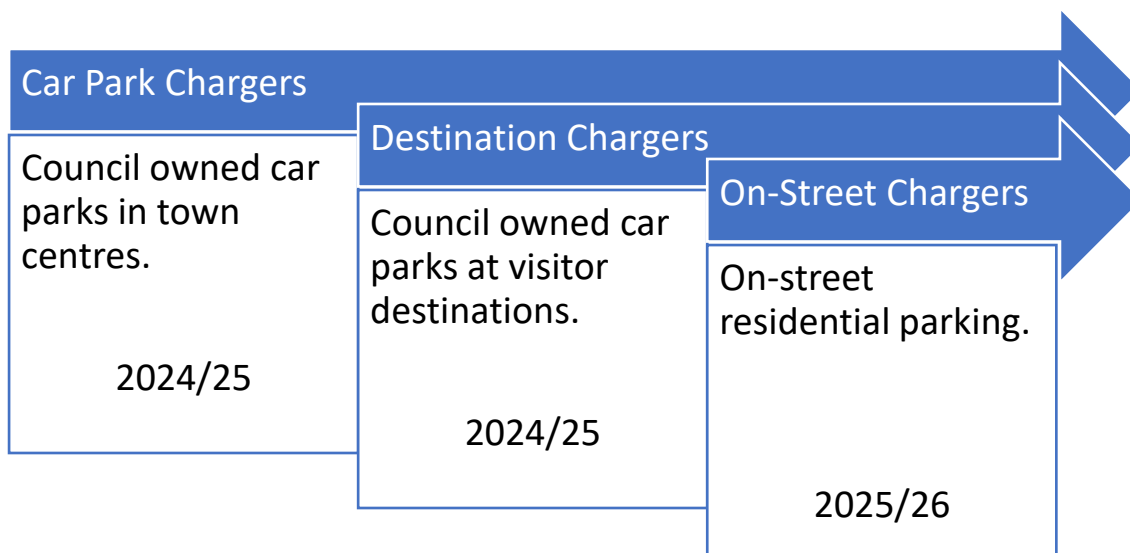 Car Park Chargers
Council owned car
parks in town
centres.
2024/25
Destination Chargers
Council owned car
parks at visitor
destinations.
2024/25
On-Street Chargers
On-street
residential parking.
2025/26